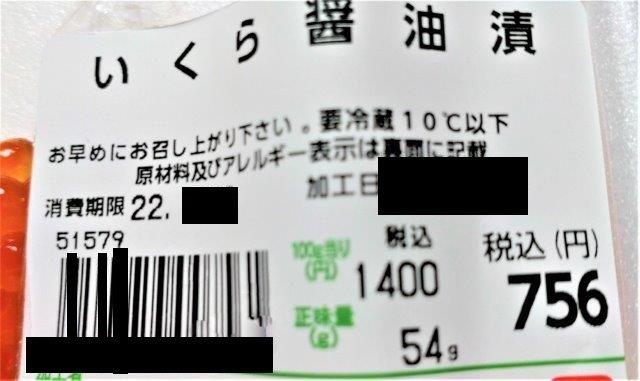 いくら醤油漬
お早めにお召し上がり下さい。要冷蔵10℃以下
原材料及びアレルギー表示は裏面に記載
加工日
消費期限 22.
51579
100g当り(円)
税込
1400
税込(円)
756
正味量(g)
54g
加工者